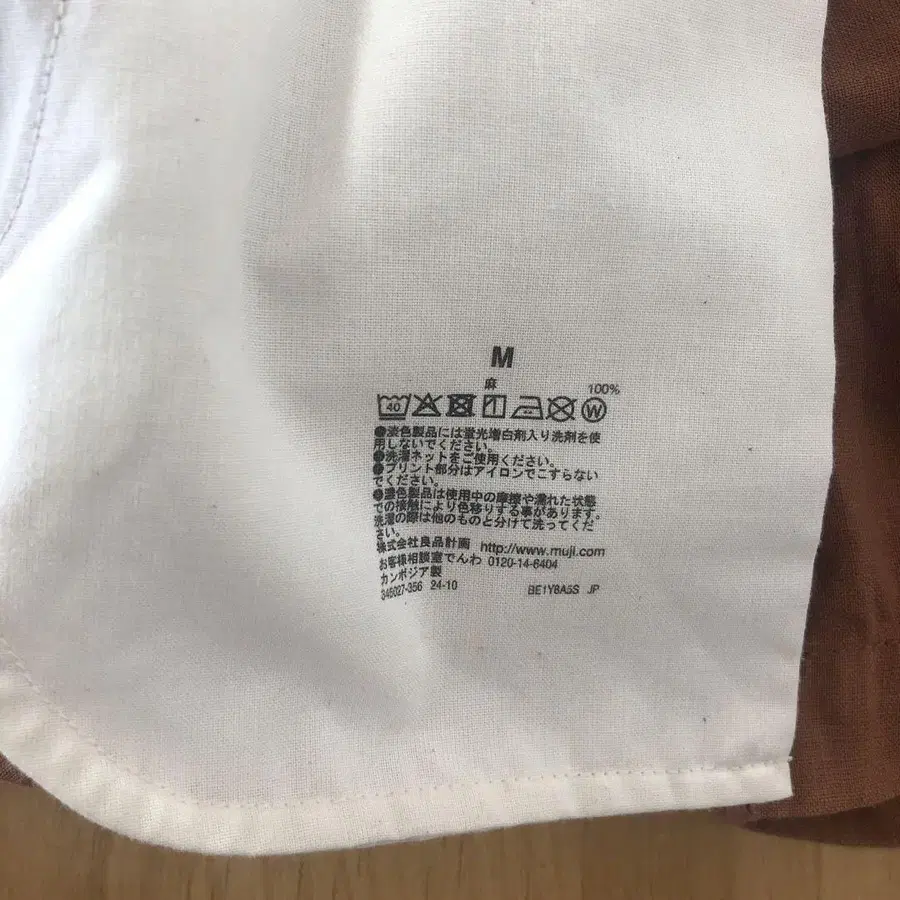 M
麻
100%
40
W
●淡色製品には蛍光増白剤入り洗剤を使
用しないでください。
●洗濯ネットをご使用ください。
●プリント部分はアイロンでこすらない
でください。
●濃色製品は使用中の摩擦や濡れた状態
での接触により色移りする事があります。
洗濯の際は他のものと分けて洗ってくだ
さい。
株式会社良品計画 http://www.muji.com
お客様相談室でんわ 0120-14-6404
カンボジア製
24-10
JP